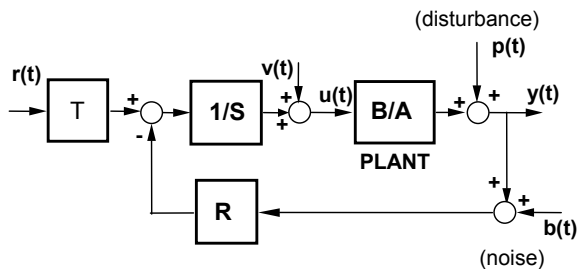 (disturbance)
p(t)
r(t)
T
+
-
1/S
v(t)
+
+
u(t)
B/A
PLANT
+
+
y(t)
R
+
+
b(t)
(noise)